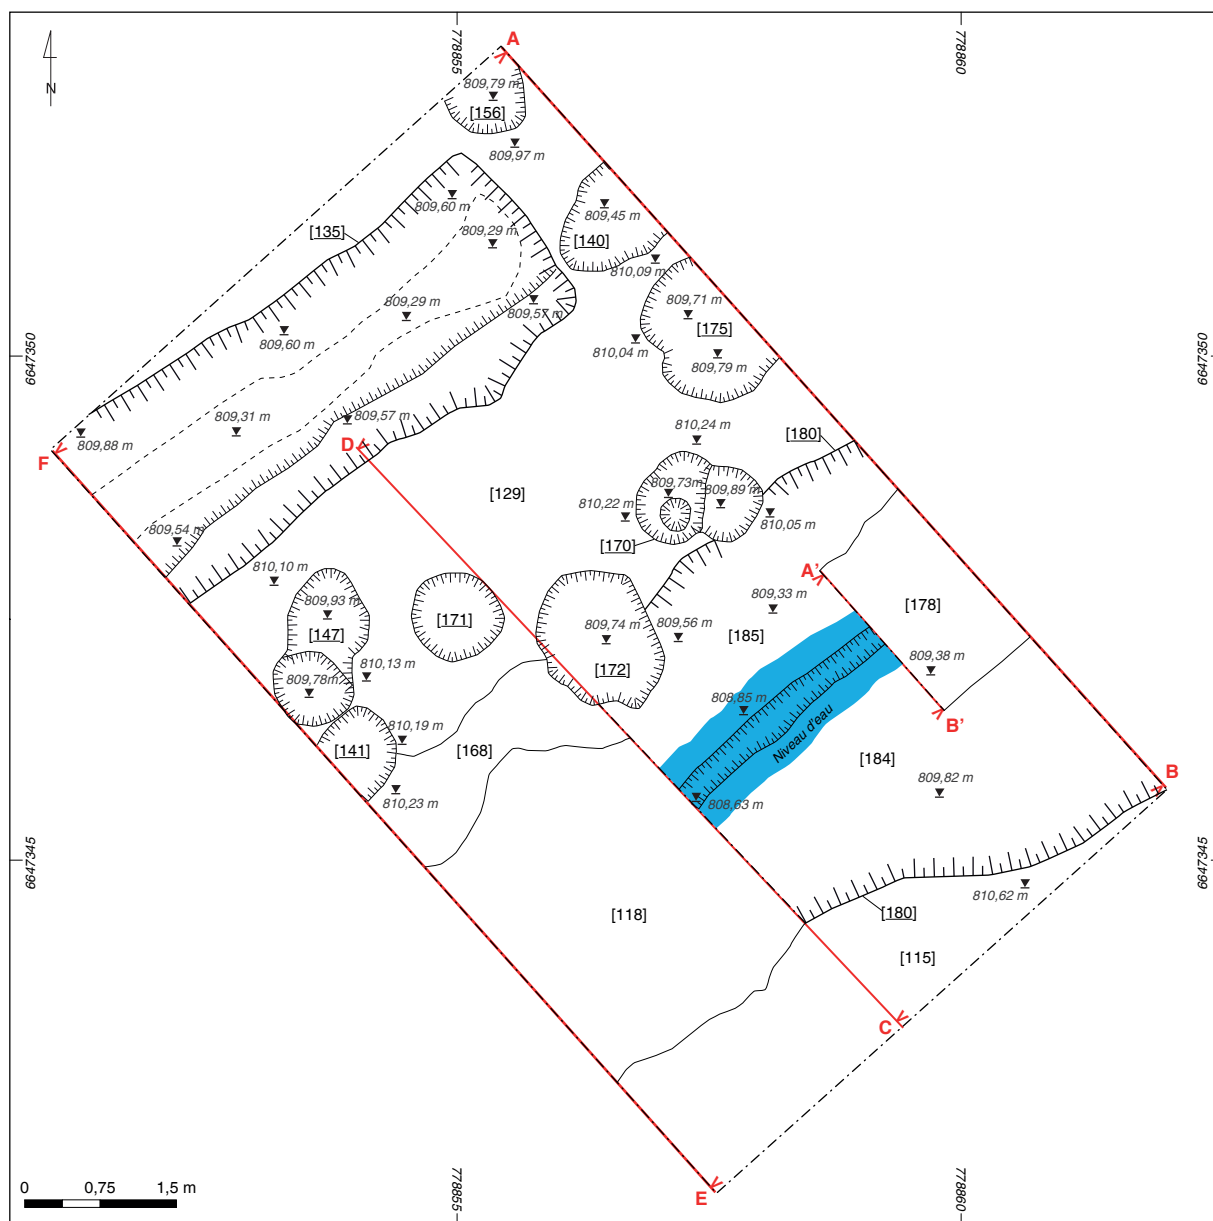 778855
778860
A
N
809,79 m
[156]
809,97 m
809,60 m
809,45 m
[135]
809,29 m
[140]
810,09 m
809,29 m
809,57 m
809,71 m
[175]
809,60 m
810,04 m
6647350
6647350
809,79 m
809,88 m
809,31 m
809,57 m
D
810,24 m
[180]
F
809,73m
809,89 m
[129]
810,22 m
810,05 m
809,54 m
[170]
810,10 m
A'
809,93 m
[147]
[171]
809,33 m
[178]
809,74 m
809,56 m
[185]
[172]
810,13 m
809,78m
809,38 m
808,85 m
810,19 m
B'
[141]
[168]
Niveau d'eau
[184]
B
809,82 m
810,23 m
808,63 m
6647345
6647345
810,62 m
[118]
[180]
[115]
C
778855
778860
0 0,75 1,5 m
E